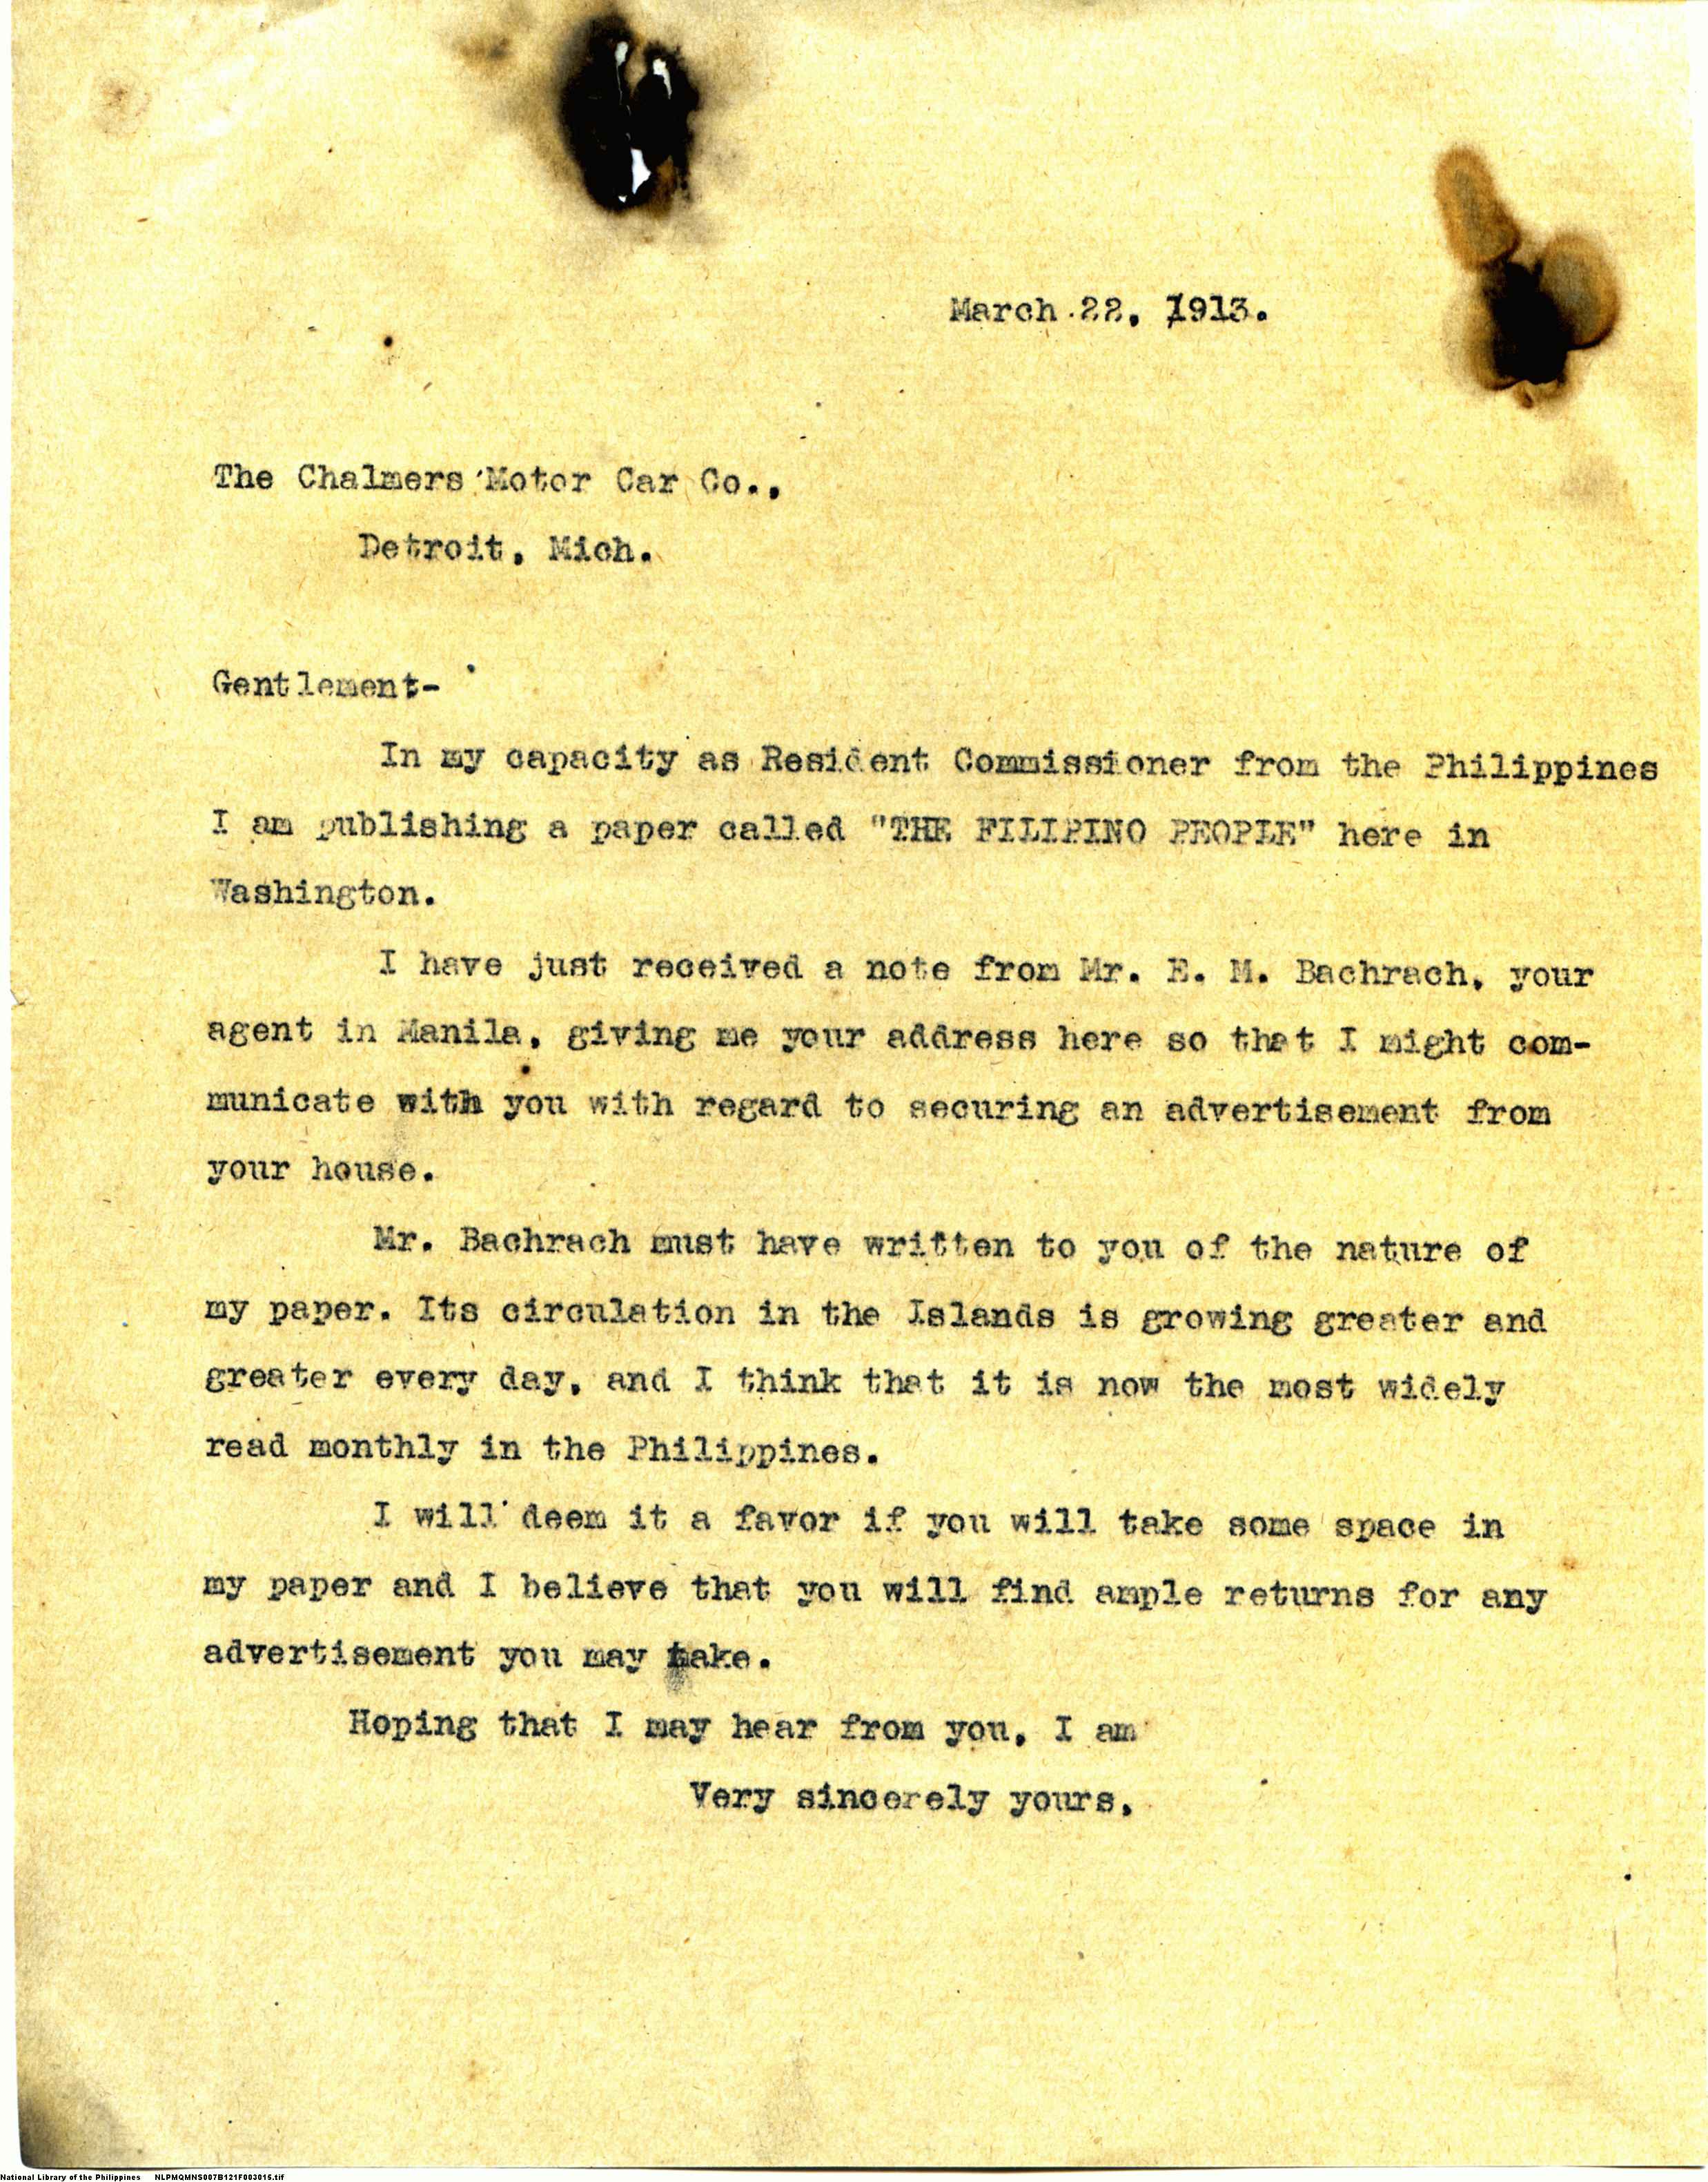 March 22, 1913.
The Chalmers Motor Car Co.,
Detroit, Mich.
Gentlement-
In my capacity as Resident Commissioner from the Philippines
I am publishing a paper called "THE FILIPINO PEOPLE" here in
Washington.
I have just received a note from Mr. E. M. Bachrach, your
agent in Manila, giving me your address here so that I might com-
municate with you with regard to securing an advertisement from
your house.
Mr. Bachrach must have written to you of the nature of
my paper. Its circulation in the Islands is growing greater and
greater every day, and I think that it is now the most widely
read monthly in the Philippines.
I will deem it a favor if you will take some space in
my paper and I believe that you will find ample returns for any
advertisement you may take.
Hoping that I may hear from you, I am
Very sincerely yours,
National Library of the Philippines NLPMQMNS007B121F003015.tif